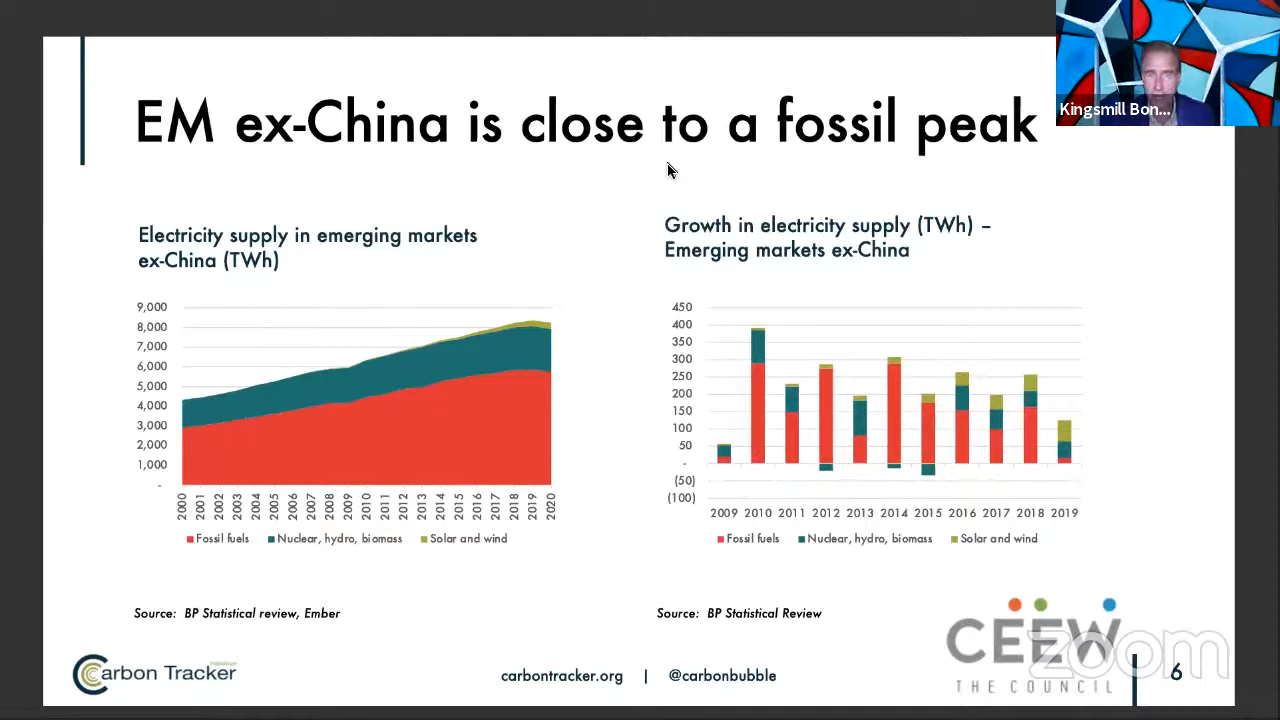 EM ex-China is close to a fossil peak
Kingsmill Bon...
Electricity supply in emerging markets
ex-China (TWh)
9,000
8,000
7,000
6,000
5,000
4,000
3,000
2,000
1,000
-
2000 2001 2002 2003 2004 2005 2006 2007 2008 2009 2010 2011 2012 2013 2014 2015 2016 2017 2018 2019 2020
Fossil fuels Nuclear, hydro, biomass Solar and wind
Source: BP Statistical review, Ember
Growth in electricity supply (TWh) –
Emerging markets ex-China
450
400
350
300
250
200
150
100
50
-
(50)
(100)
2009 2010 2011 2012 2013 2014 2015 2016 2017 2018 2019
Fossil fuels Nuclear, hydro, biomass Solar and wind
Source: BP Statistical Review
Carbon Tracker
Initiative
carbontracker.org | @carbonbubble
CEEW
THE COUNCIL
zoom
6